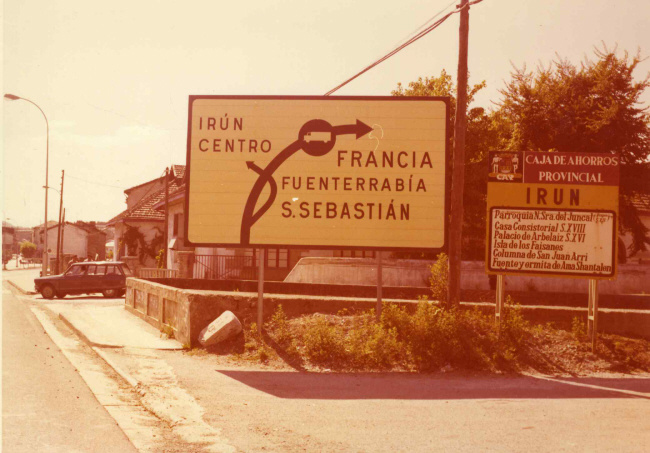 IRÚN
CENTRO
FRANCIA
FUENTERRABÍA
S.SEBASTIÁN
CAJA DE AHORROS
PROVINCIAL
IRUN
Parroquia N.Sra del Juncal
Casa Consistorial S.XVIII
Palacio de Arbelaiz S.XVI
Isla de los Faisanes
Columna de San Juan Arri
Fuente y ermita de Ama Shantalen